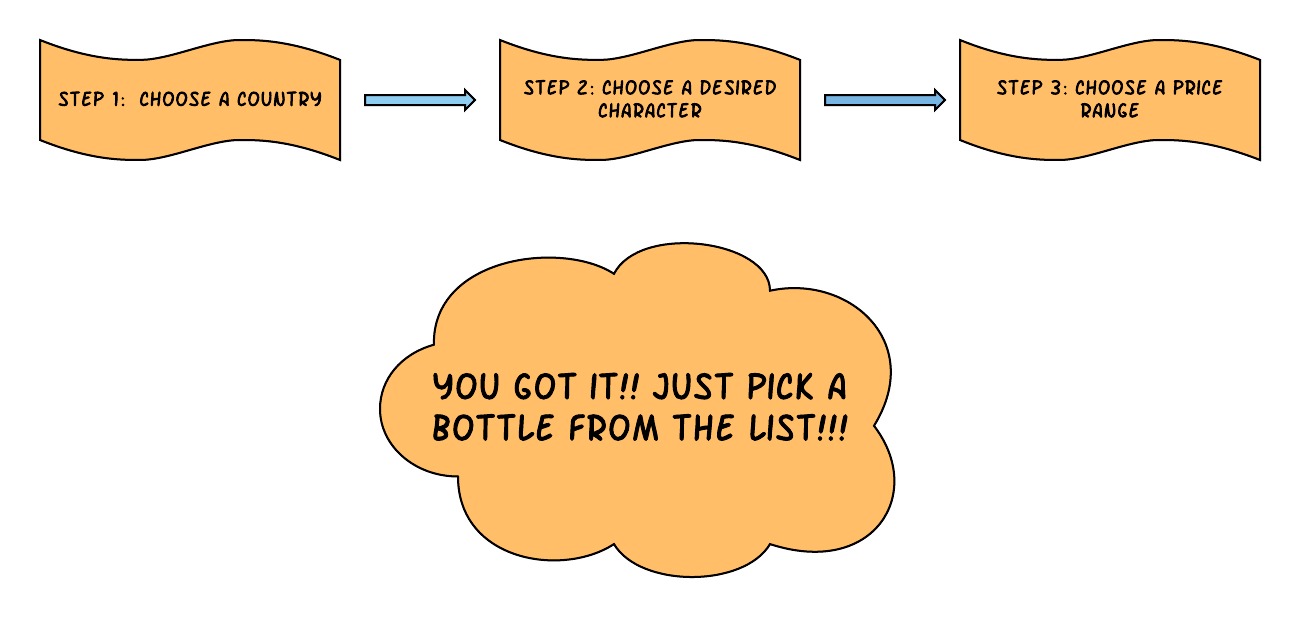 STEP 1: CHOOSE A COUNTRY
STEP 2: CHOOSE A DESIRED
CHARACTER
STEP 3: CHOOSE A PRICE
RANGE
YOU GOT IT!! JUST PICK A
BOTTLE FROM THE LIST!!!